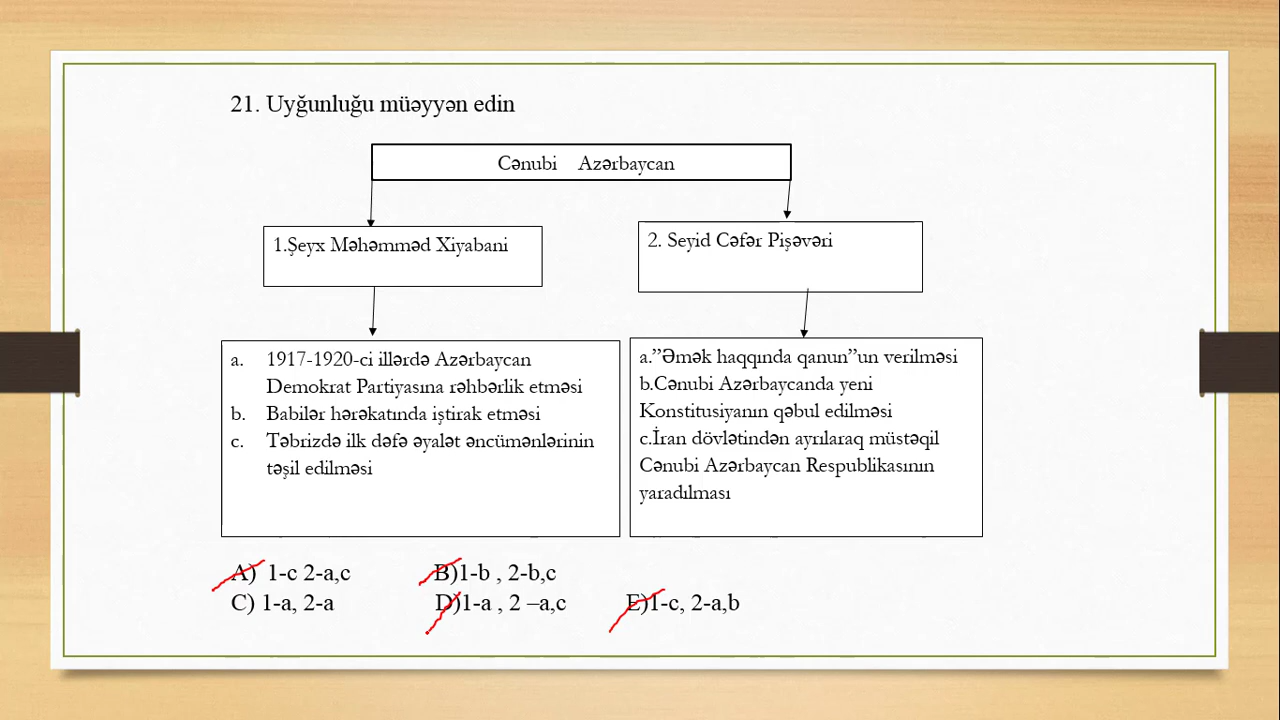 21. Uyğunluğu müəyyən edin
Cənubi Azərbaycan
1.Şeyx Məhəmməd Xiyabani
2. Seyid Cəfər Pişəvəri
a. 1917-1920-ci illərdə Azərbaycan
Demokrat Partiyasına rəhbərlik etməsi
b. Babilər hərəkatında iştirak etməsi
c. Təbrizdə ilk dəfə əyalət əncümənlərinin
təşil edilməsi
a.”Əmək haqqında qanun”un verilməsi
b.Cənubi Azərbaycanda yeni
Konstitusiyanın qəbul edilməsi
c.İran dövlətindən ayrılaraq müstəqil
Cənubi Azərbaycan Respublikasının
yaradılması
A) 1-c 2-a,c B)1-b , 2-b,c
C) 1-a, 2-a D)1-a , 2 –a,c E)1-c, 2-a,b